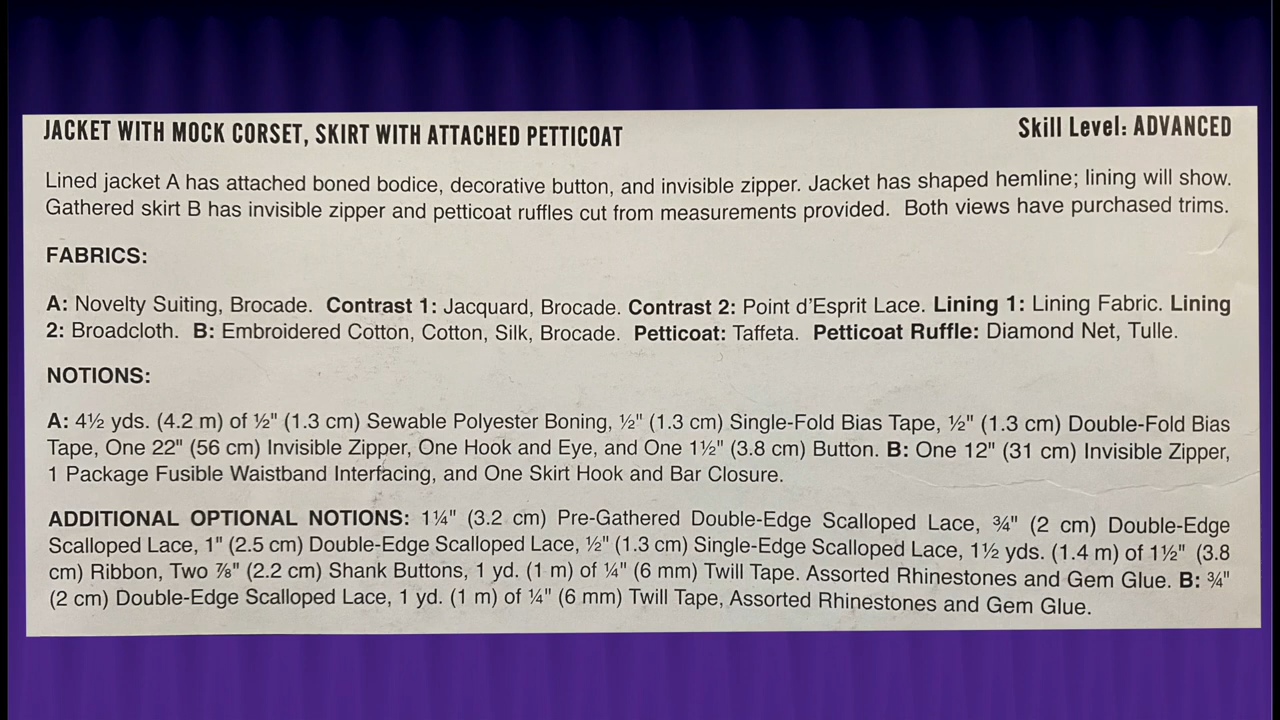 JACKET WITH MOCK CORSET, SKIRT WITH ATTACHED PETTICOAT
Skill Level: ADVANCED
Lined jacket A has attached boned bodice, decorative button, and invisible zipper. Jacket has shaped hemline; lining will show.
Gathered skirt B has invisible zipper and petticoat ruffles cut from measurements provided. Both views have purchased trims.
FABRICS:
A: Novelty Suiting, Brocade. Contrast 1: Jacquard, Brocade. Contrast 2: Point d'Esprit Lace. Lining 1: Lining Fabric. Lining
2: Broadcloth. B: Embroidered Cotton, Cotton, Silk, Brocade. Petticoat: Taffeta. Petticoat Ruffle: Diamond Net, Tulle.
NOTIONS:
A: 4½ yds. (4.2 m) of ½" (1.3 cm) Sewable Polyester Boning, ½" (1.3 cm) Single-Fold Bias Tape, ½" (1.3 cm) Double-Fold Bias
Tape, One 22" (56 cm) Invisible Zipper, One Hook and Eye, and One 1½" (3.8 cm) Button. B: One 12" (31 cm) Invisible Zipper,
1 Package Fusible Waistband Interfacing, and One Skirt Hook and Bar Closure.
ADDITIONAL OPTIONAL NOTIONS: 1¼" (3.2 cm) Pre-Gathered Double-Edge Scalloped Lace, ¾" (2 cm) Double-Edge
Scalloped Lace, 1" (2.5 cm) Double-Edge Scalloped Lace, ½" (1.3 cm) Single-Edge Scalloped Lace, 1½ yds. (1.4 m) of 1½" (3.8
cm) Ribbon, Two ⅞" (2.2 cm) Shank Buttons, 1 yd. (1 m) of ¼" (6 mm) Twill Tape. Assorted Rhinestones and Gem Glue. B: ¾"
(2 cm) Double-Edge Scalloped Lace, 1 yd. (1 m) of ¼" (6 mm) Twill Tape, Assorted Rhinestones and Gem Glue.